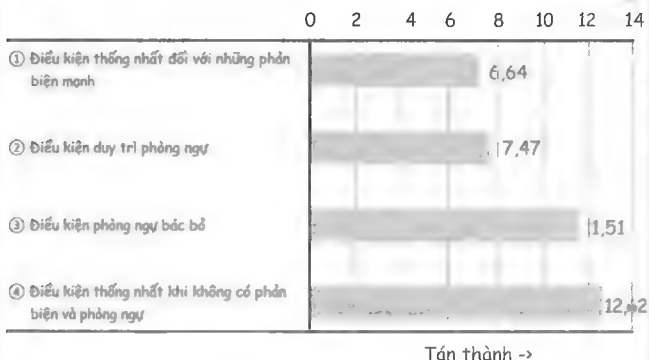 0 2 4 6 8 10 12 14
① Điều kiện thống nhất đối với những phản
biện mạnh
6,64
② Điều kiện duy trì phòng ngự
7,47
③ Điều kiện phòng ngự bác bỏ
11,51
④ Điều kiện thống nhất khi không có phản
biện và phòng ngự
Tán thành ->